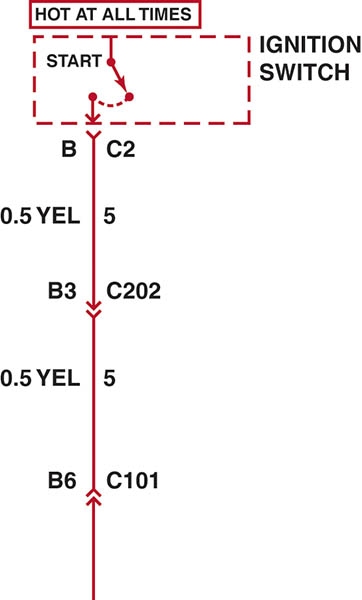 HOT AT ALL TIMES
START
IGNITION
SWITCH
B C2
0.5 YEL 5
B3 C202
0.5 YEL 5
B6 C101